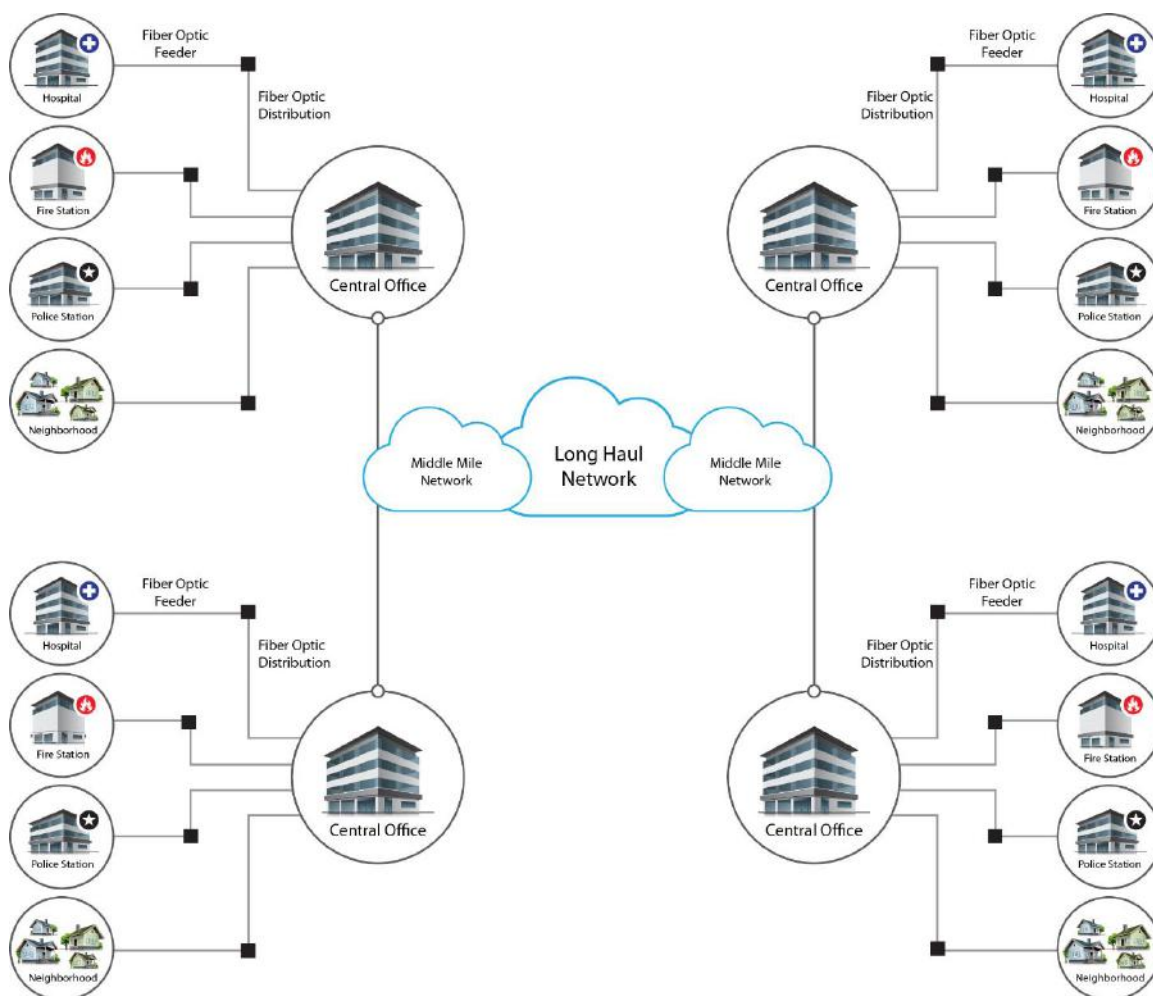 Fiber Optic
Feeder
Hospital
Fiber Optic
Distribution
Fire Station
Police Station
Neighborhood
Central Office
Fiber Optic
Feeder
Hospital
Fiber Optic
Distribution
Fire Station
Police Station
Neighborhood
Central Office
Middle Mile
Network
Long Haul
Network
Middle Mile
Network
Fiber Optic
Feeder
Hospital
Fiber Optic
Distribution
Fire Station
Police Station
Neighborhood
Central Office
Fiber Optic
Feeder
Hospital
Fiber Optic
Distribution
Fire Station
Police Station
Neighborhood
Central Office